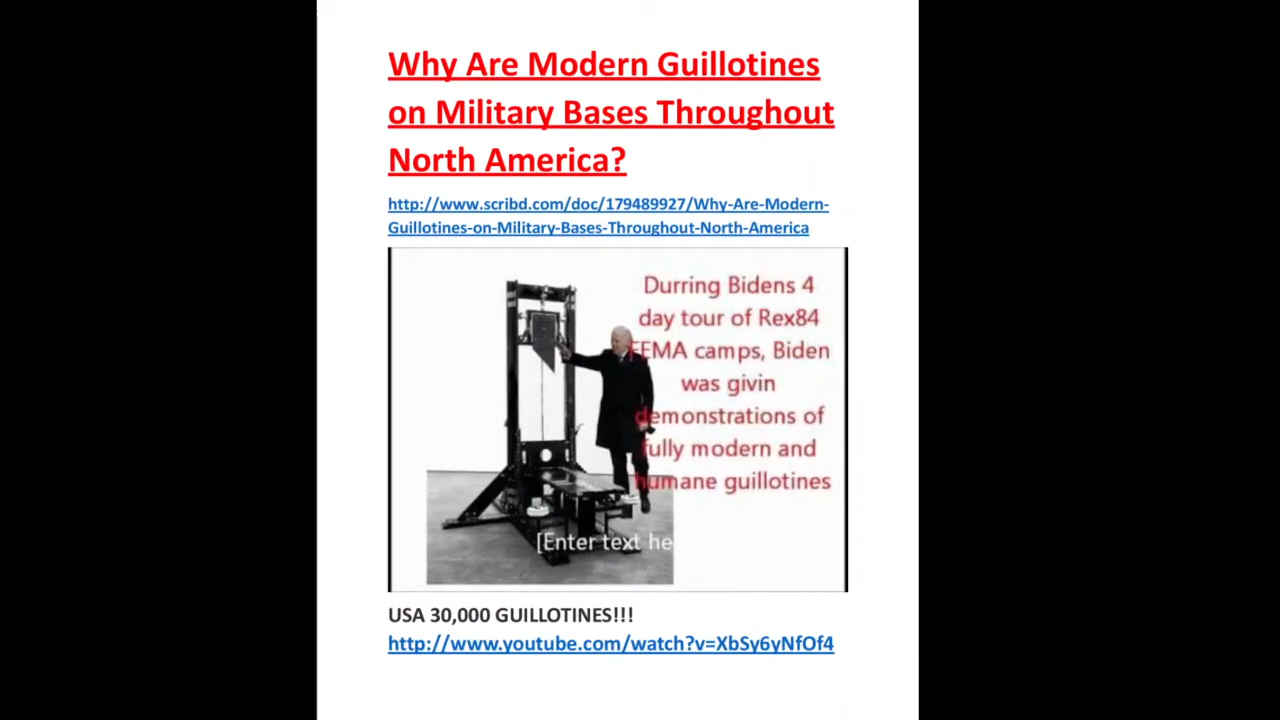 Why Are Modern Guillotines
on Military Bases Throughout
North America?
http://www.scribd.com/doc/179489927/Why-Are-Modern-
Guillotines-on-Military-Bases-Throughout-North-America
Durring Bidens 4
day tour of Rex84
FEMA camps, Biden
was givin
demonstrations of
fully modern and
humane guillotines
[Enter text he
USA 30,000 GUILLOTINES!!!
http://www.youtube.com/watch?v=XbSy6yNfOf4